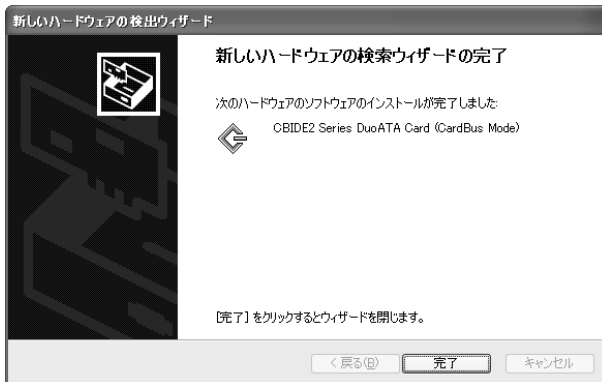 新しいハードウェアの検出ウィザード
新しいハードウェアの検索ウィザードの完了
次のハードウェアのソフトウェアのインストールが完了しました:
CBIDE2 Series DuoATA Card (CardBus Mode)
[完了] をクリックするとウィザードを閉じます。
< 戻る(B)
完了
キャンセル